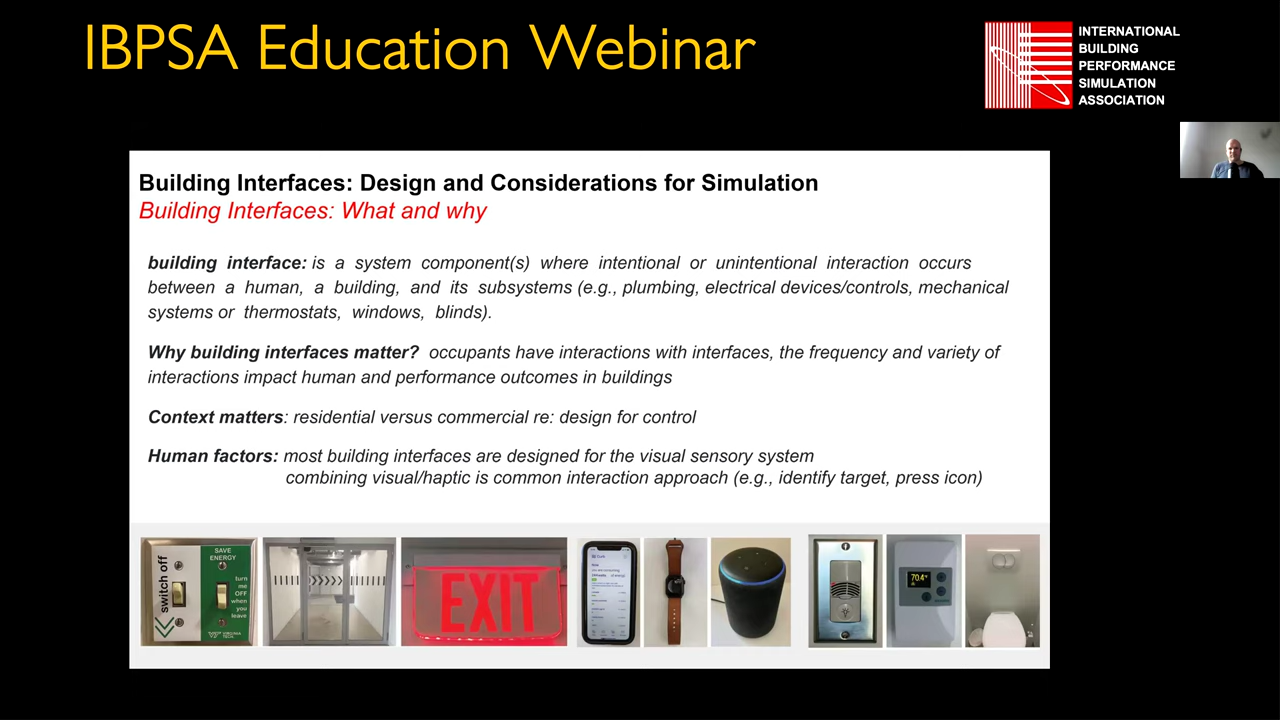 IBPSA Education Webinar
INTERNATIONAL
BUILDING
PERFORMANCE
SIMULATION
ASSOCIATION
Building Interfaces: Design and Considerations for Simulation
Building Interfaces: What and why
building interface: is a system component(s) where intentional or unintentional interaction occurs
between a human, a building, and its subsystems (e.g., plumbing, electrical devices/controls, mechanical
systems or thermostats, windows, blinds).
Why building interfaces matter? occupants have interactions with interfaces, the frequency and variety of
interactions impact human and performance outcomes in buildings
Context matters: residential versus commercial re: design for control
Human factors: most building interfaces are designed for the visual sensory system
combining visual/haptic is common interaction approach (e.g., identify target, press icon)
switch off
SAVE
ENERGY
turn
me
OFF
when
you
leave
EXIT
70.4°